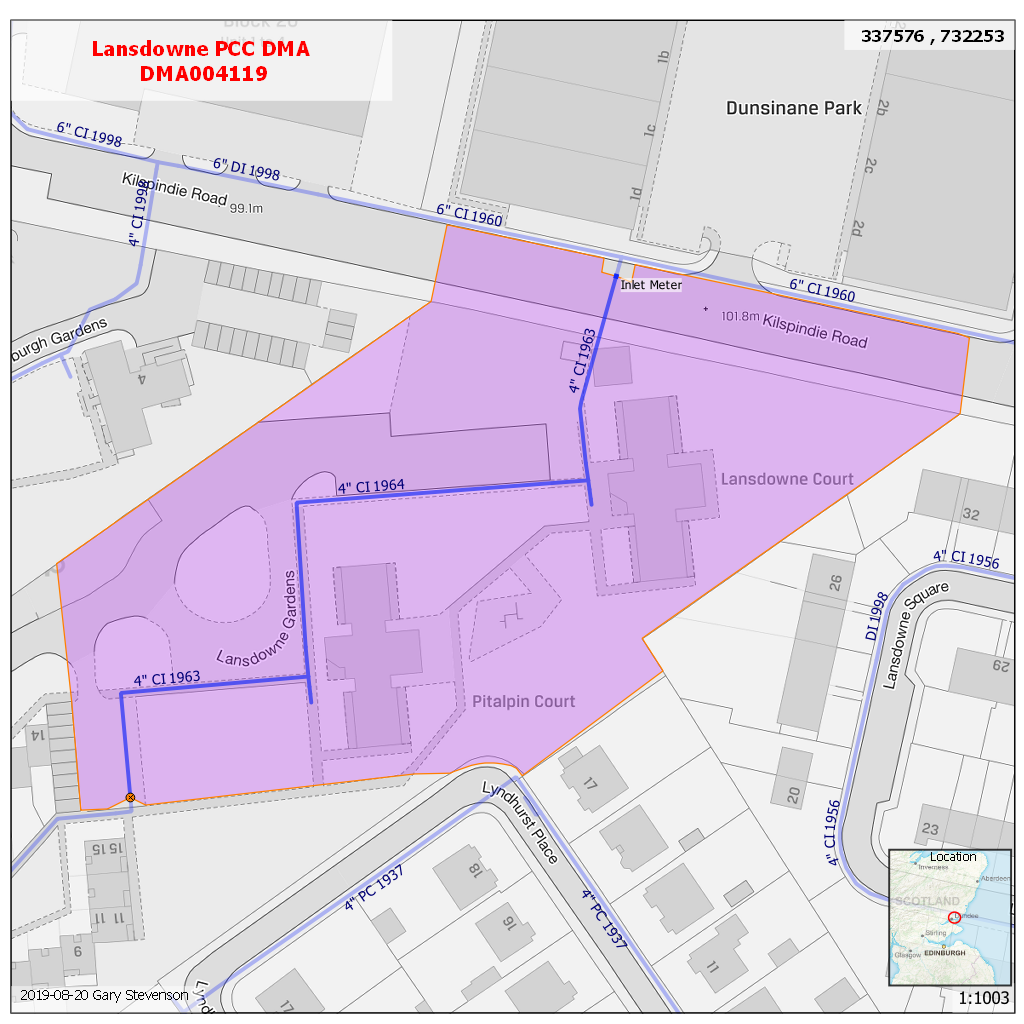 Block 20
Lansdowne PCC DMA
DMA004119
337576 , 732253
1b
Dunsinane Park
2b
1c
2c
1d
2d
6" CI 1998
6" DI 1998
Kilspindie Road
99.1m
4" CI 1998
6" CI 1960
Inlet Meter
6" CI 1960
101.8m
Kilspindie Road
burgh Gardens
4
4" CI 1963
4" CI 1964
Lansdowne Court
32
4" CI 1956
26
DI 1998
Lansdowne Square
29
Lansdowne Gardens
4" CI 1963
Pitalpin Court
14
17
20
4" CI 1956
23
Lyndhurst Place
15 15
11 11
9
4" PC 1937
18
16
4" PC 1937
11
17
Lynd
Location
Inverness
Aberdeen
SCOTLAND
Dundee
Stirling
Glasgow
EDINBURGH
2019-08-20 Gary Stevenson
1:1003